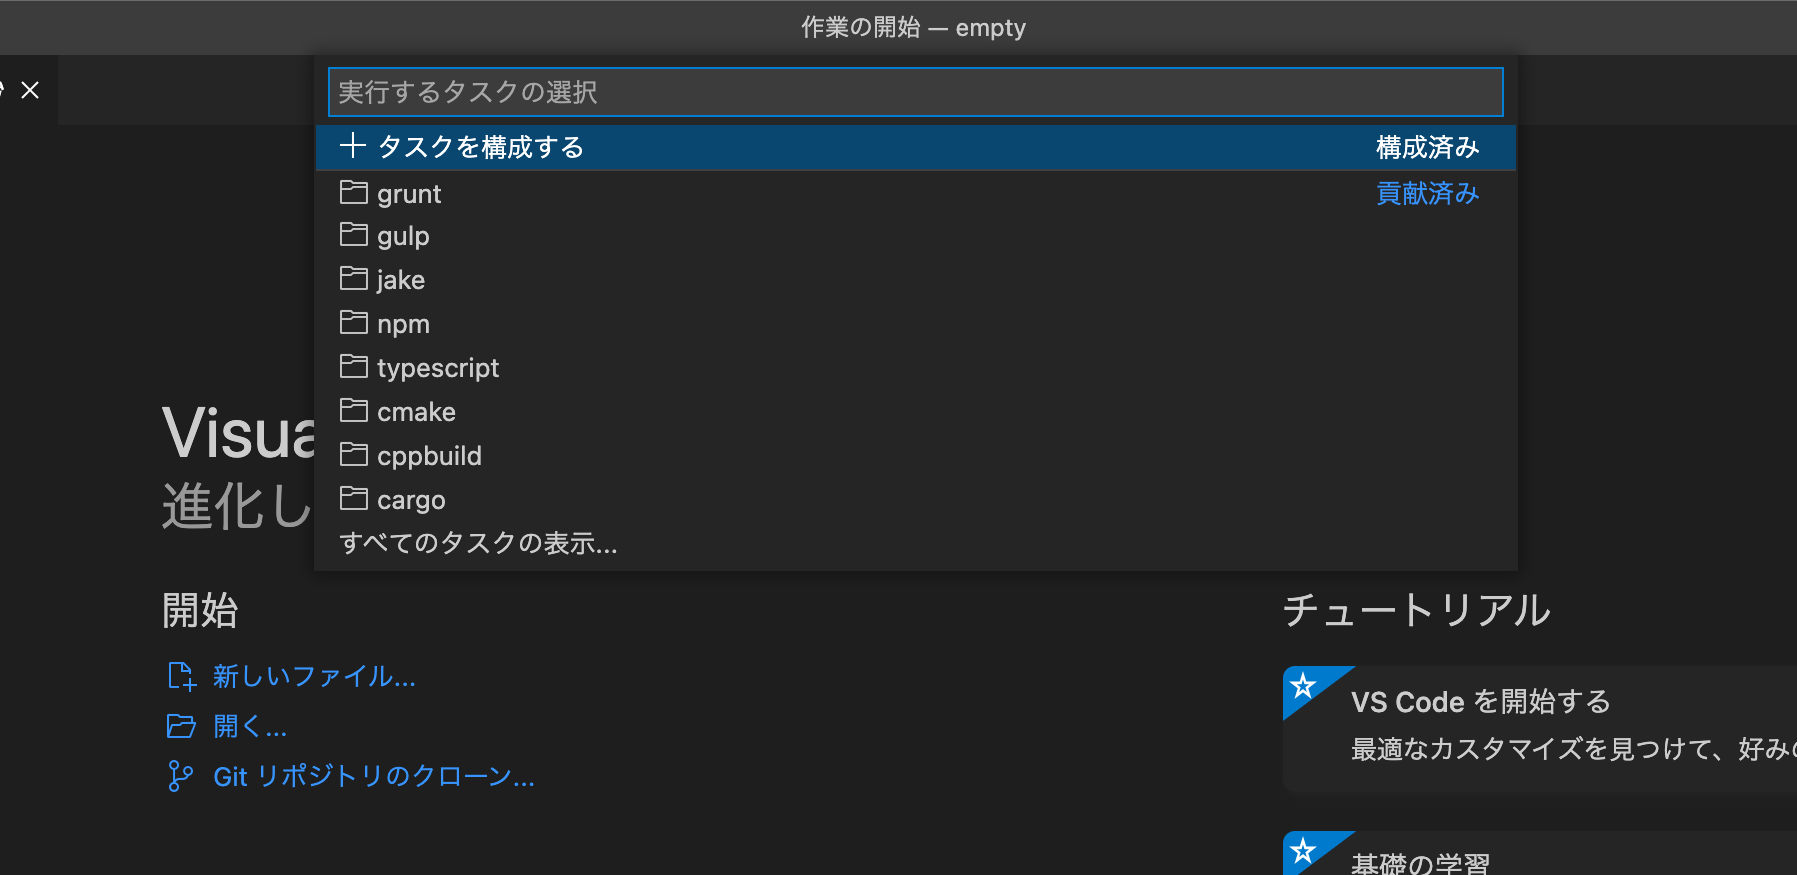 作業の開始 — empty
実行するタスクの選択
タスクを構成する 構成済み
grunt 貢献済み
gulp
jake
npm
typescript
cmake
cppbuild
cargo
すべてのタスクの表示...
Visua
進化し
開始
新しいファイル...
開く...
Git リポジトリのクローン...
チュートリアル
VS Code を開始する
最適なカスタマイズを見つけて、好みの
基礎の学習